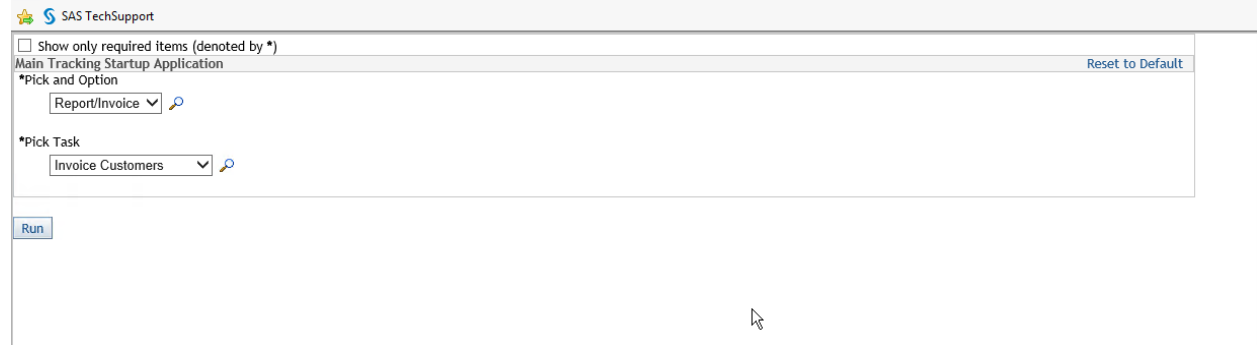 SAS TechSupport
Show only required items (denoted by *)
Main Tracking Startup Application Reset to Default
*Pick and Option
Report/Invoice
*Pick Task
Invoice Customers
Run